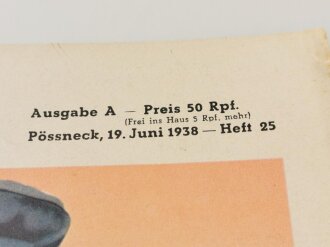 Ausgabe A — Preis 50 Rpf.
(Frei ins Haus 5 Rpf. mehr)
Pössneck, 19. Juni 1938 — Heft 25